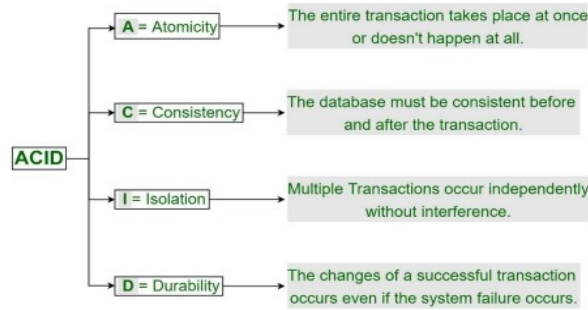 A = Atomicity
The entire transaction takes place at once
or doesn't happen at all.
C = Consistency
The database must be consistent before
and after the transaction.
ACID
I = Isolation
Multiple Transactions occur independently
without interference.
D = Durability
The changes of a successful transaction
occurs even if the system failure occurs.